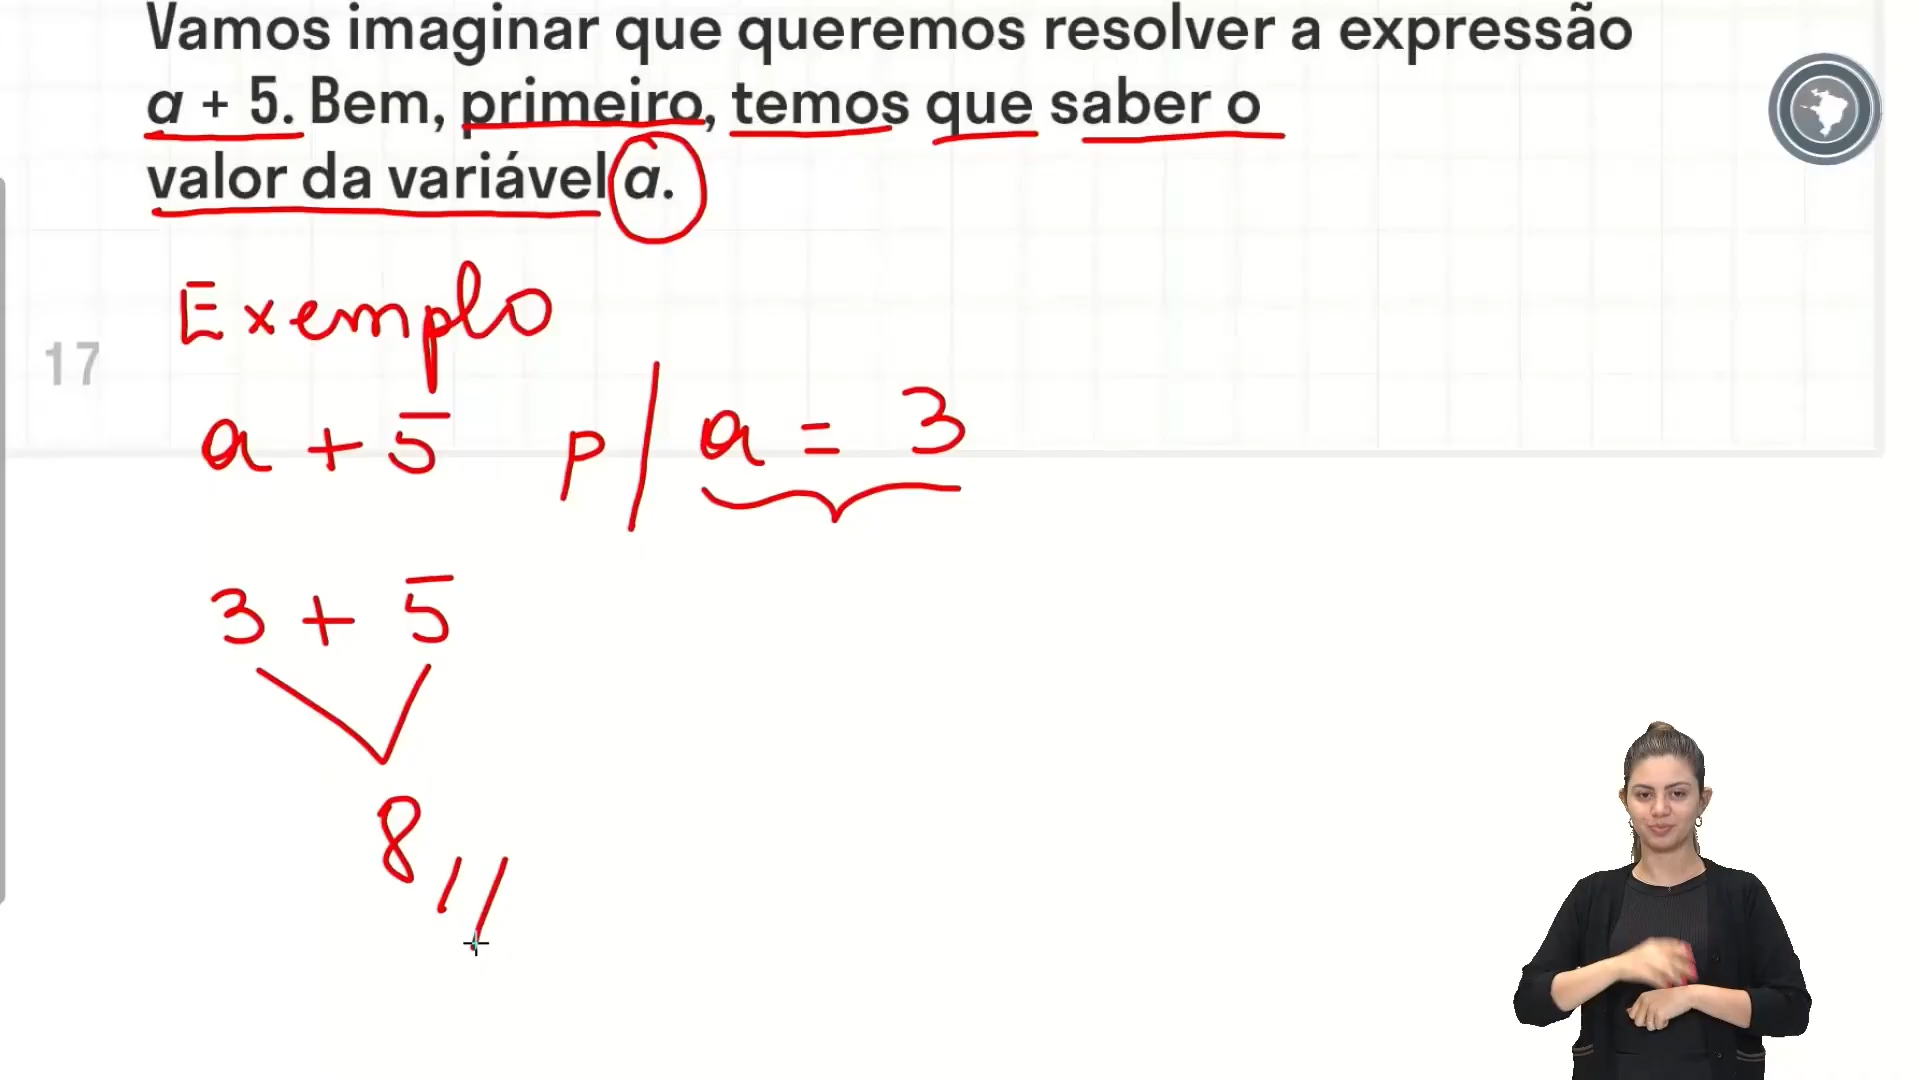 Vamos imaginar que queremos resolver a expressão
a + 5. Bem, primeiro, temos que saber o
valor da variável a.
Exemplo
17
a + 5 p/ a = 3
3 + 5
8 //